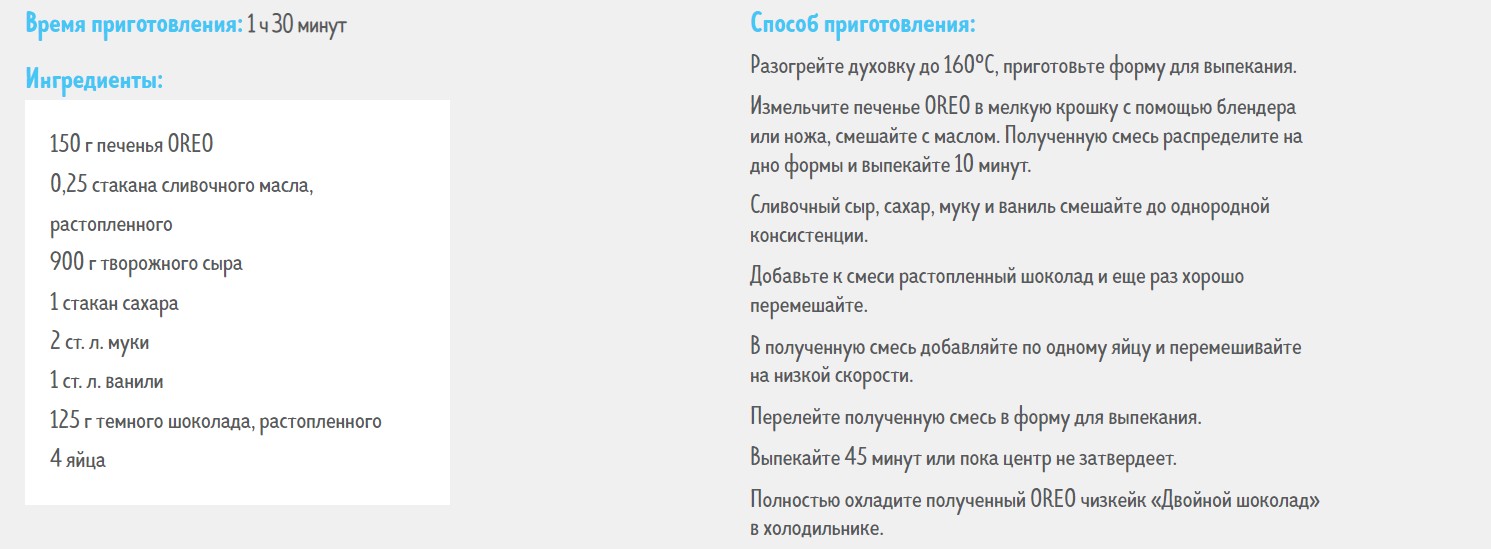 Время приготовления: 1 ч 30 минут
Ингредиенты:
150 г печенья OREO
0,25 стакана сливочного масла,
растопленного
900 г творожного сыра
1 стакан сахара
2 ст. л. муки
1 ст. л. ванили
125 г темного шоколада, растопленного
4 яйца
Способ приготовления:
Разогрейте духовку до 160°C, приготовьте форму для выпекания.
Измельчите печенье OREO в мелкую крошку с помощью блендера
или ножа, смешайте с маслом. Полученную смесь распределите на
дно формы и выпекайте 10 минут.
Сливочный сыр, сахар, муку и ваниль смешайте до однородной
консистенции.
Добавьте к смеси растопленный шоколад и еще раз хорошо
перемешайте.
В полученную смесь добавляйте по одному яйцу и перемешивайте
на низкой скорости.
Перелейте полученную смесь в форму для выпекания.
Выпекайте 45 минут или пока центр не затвердеет.
Полностью охладите полученный OREO чизкейк «Двойной шоколад»
в холодильнике.